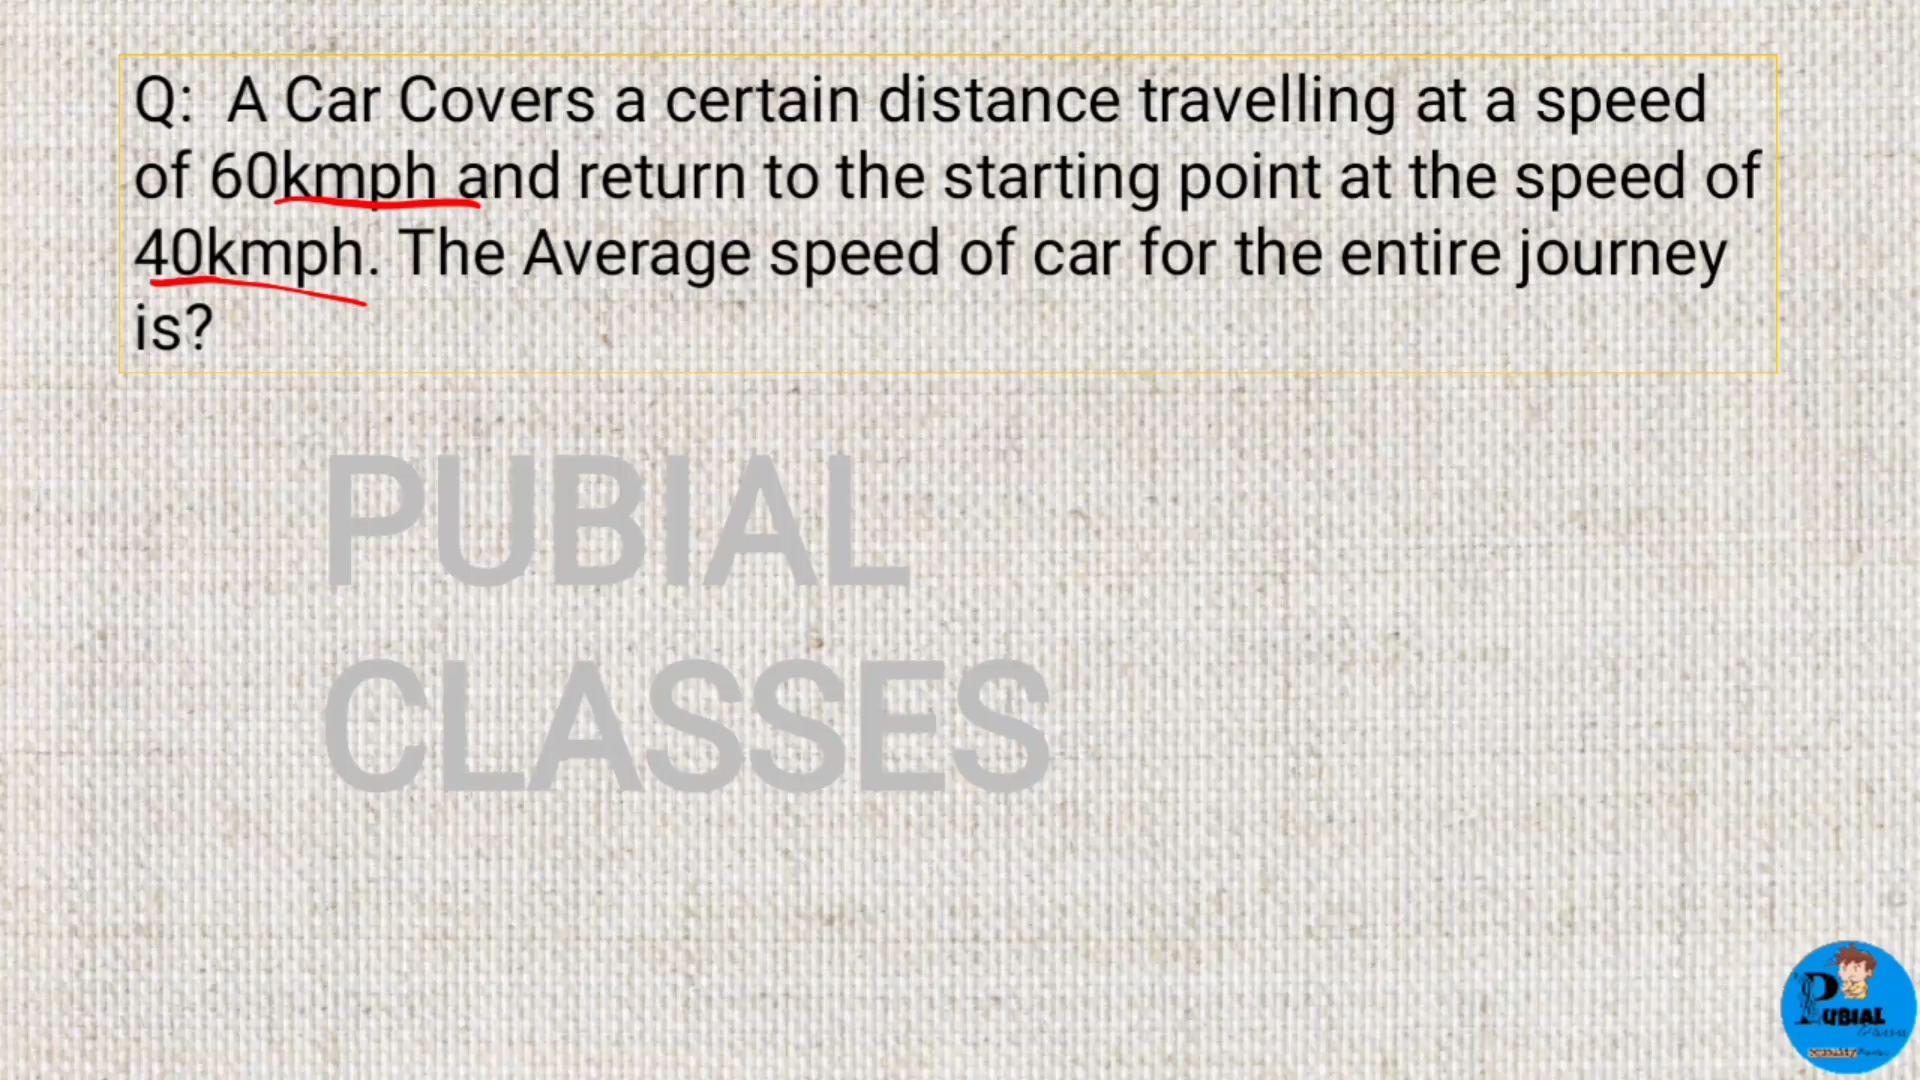 Q: A Car Covers a certain distance travelling at a speed
of 60kmph and return to the starting point at the speed of
40kmph. The Average speed of car for the entire journey
is?
PUBIAL
CLASSES
PUBIAL